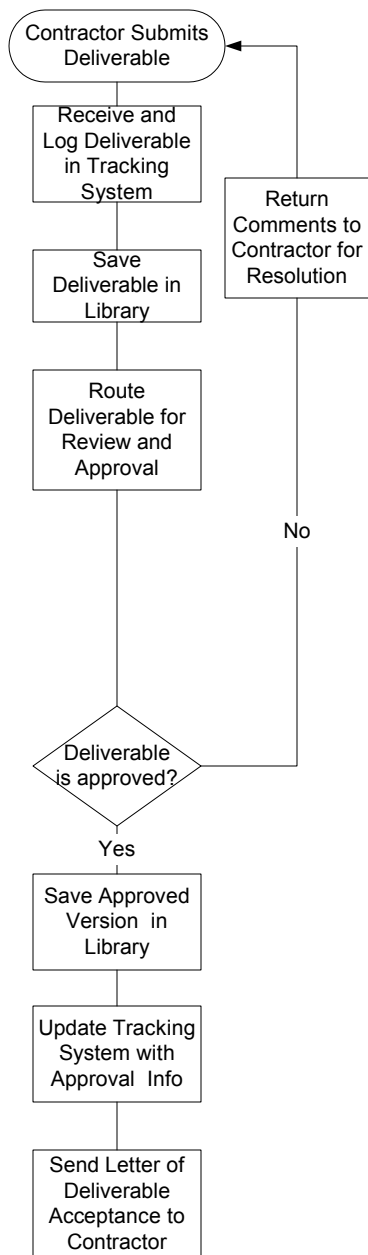 Contractor Submits
Deliverable
Receive and
Log Deliverable
in Tracking
System
Save
Deliverable in
Library
Route
Deliverable for
Review and
Approval
Deliverable
is approved?
No
Return
Comments to
Contractor for
Resolution
Yes
Save Approved
Version in
Library
Update Tracking
System with
Approval Info
Send Letter of
Deliverable
Acceptance to
Contractor